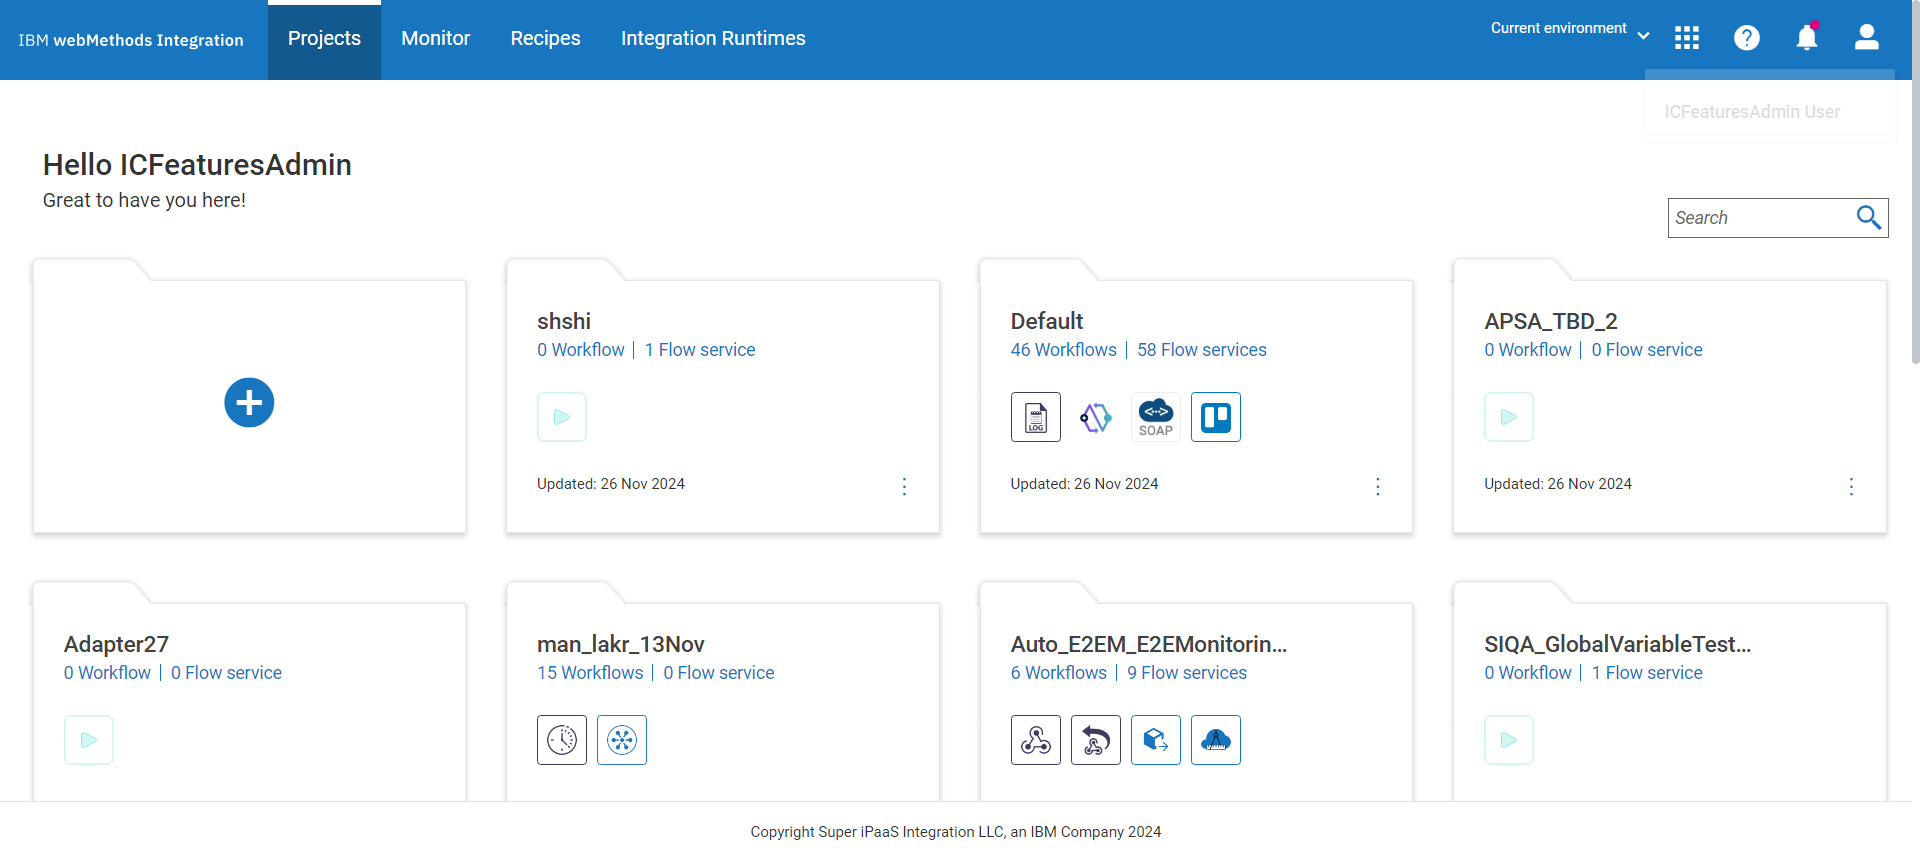 IBM webMethods Integration
Projects
Monitor
Recipes
Integration Runtimes
Current environment
ICFeaturesAdmin User
Hello ICFeaturesAdmin
Great to have you here!
Search
shshi
0 Workflow | 1 Flow service
Updated: 26 Nov 2024
Default
46 Workflows | 58 Flow services
LOG
SOAP
Updated: 26 Nov 2024
APSA_TBD_2
0 Workflow | 0 Flow service
Updated: 26 Nov 2024
Adapter27
0 Workflow | 0 Flow service
man_lakr_13Nov
15 Workflows | 0 Flow service
Auto_E2EM_E2EMonitorin...
6 Workflows | 9 Flow services
SIQA_GlobalVariableTest...
0 Workflow | 1 Flow service
Copyright Super iPaaS Integration LLC, an IBM Company 2024